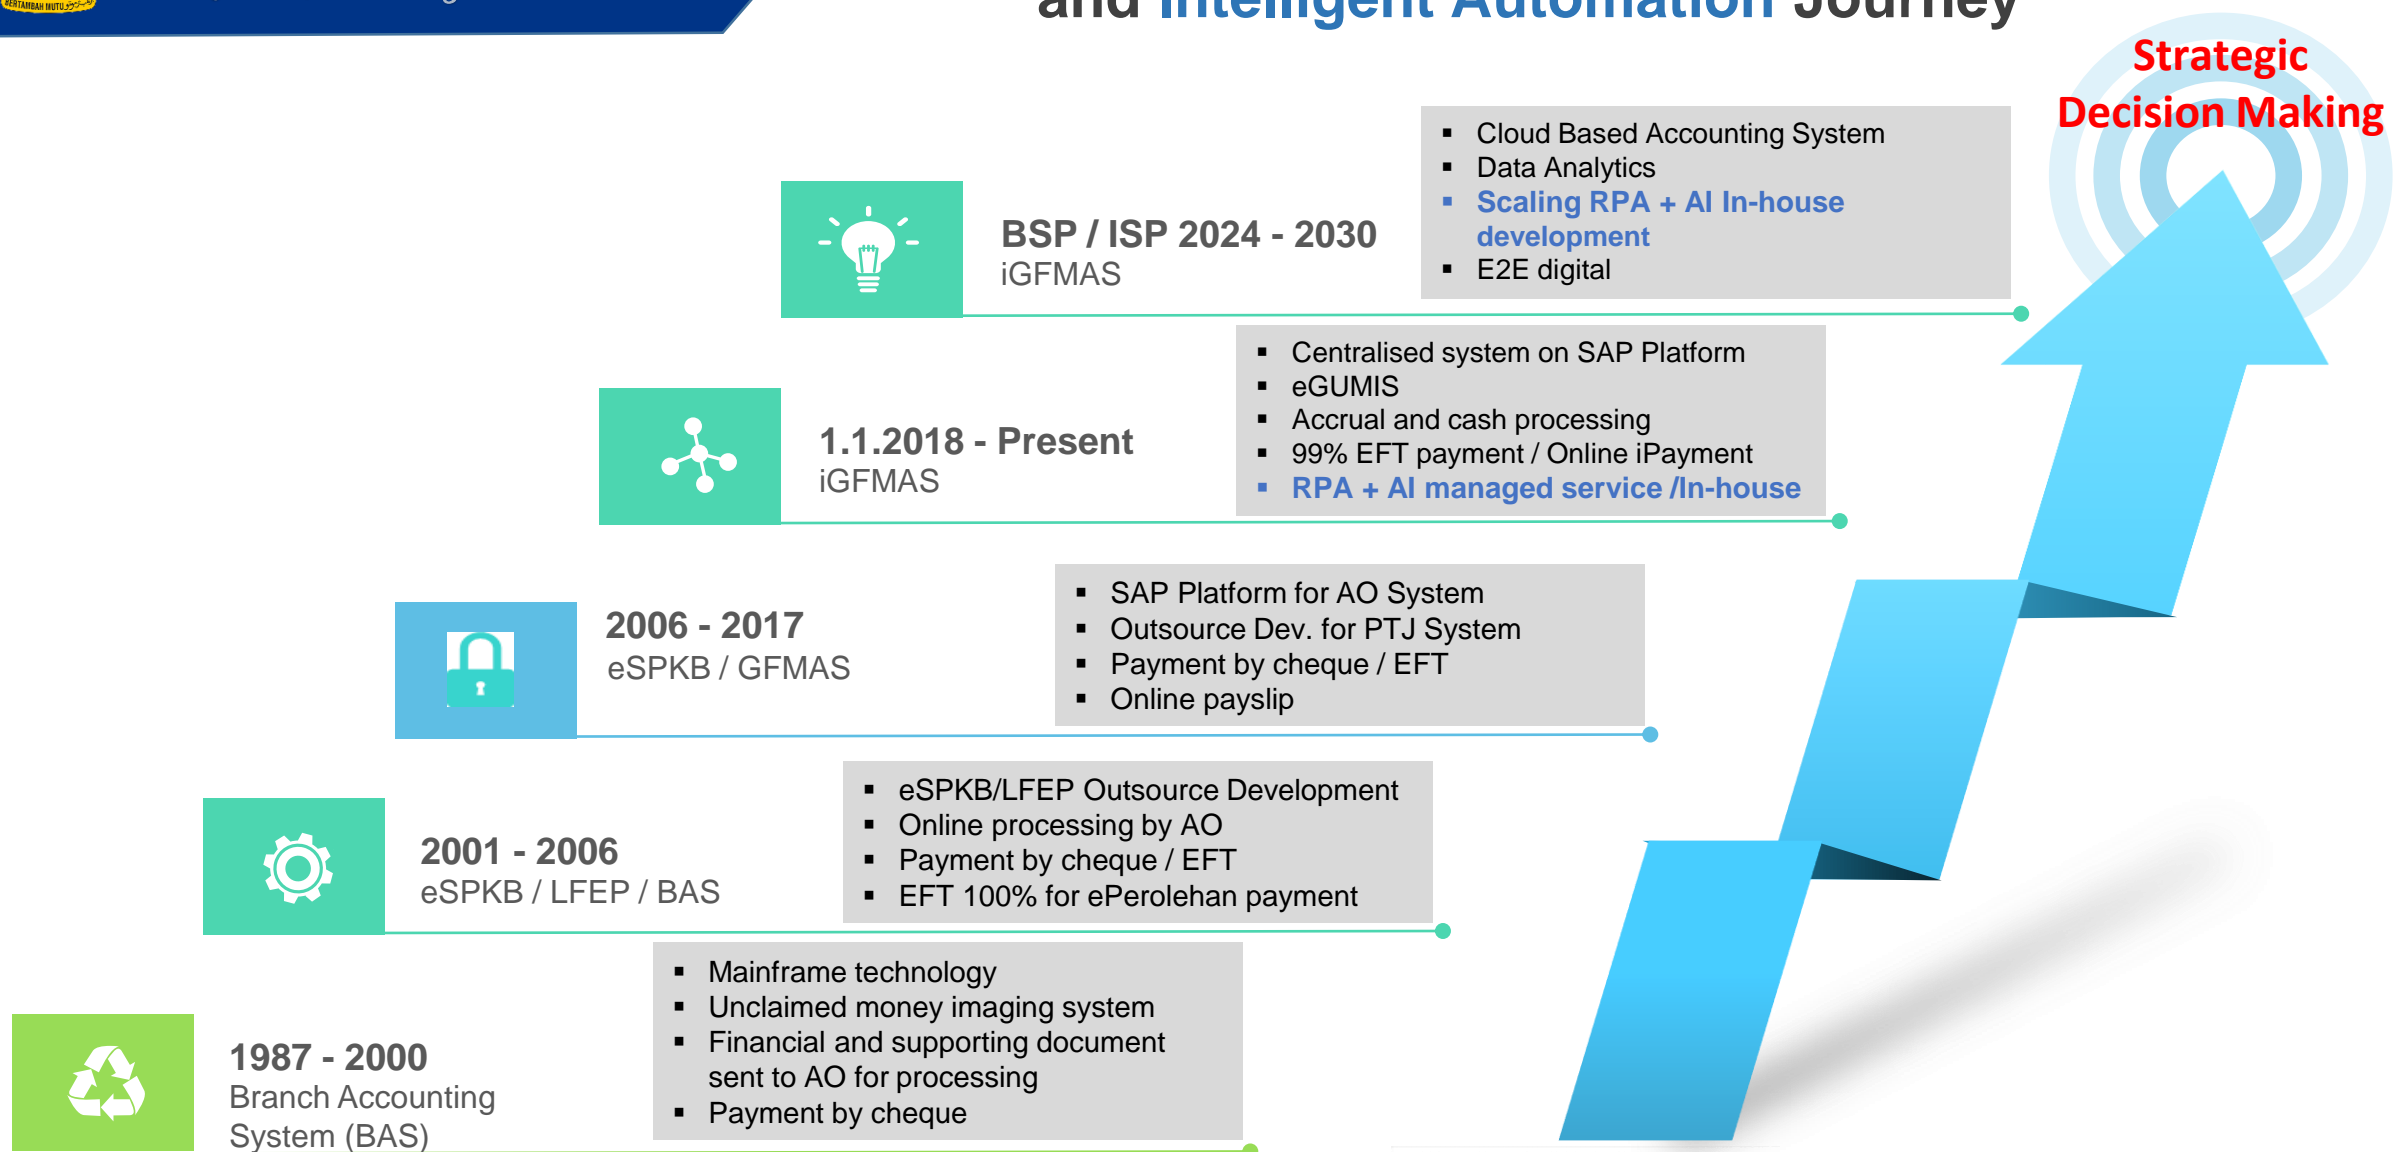 BERTAMBAH MUTU
and Intelligent Automation Journey
Strategic
Decision Making
▪ Cloud Based Accounting System
▪ Data Analytics
▪ Scaling RPA + AI In-house
development
▪ E2E digital
BSP / ISP 2024 - 2030
iGFMAS
▪ Centralised system on SAP Platform
▪ eGUMIS
▪ Accrual and cash processing
▪ 99% EFT payment / Online iPayment
▪ RPA + AI managed service /In-house
1.1.2018 - Present
iGFMAS
▪ SAP Platform for AO System
▪ Outsource Dev. for PTJ System
▪ Payment by cheque / EFT
▪ Online payslip
2006 - 2017
eSPKB / GFMAS
▪ eSPKB/LFEP Outsource Development
▪ Online processing by AO
▪ Payment by cheque / EFT
▪ EFT 100% for ePerolehan payment
2001 - 2006
eSPKB / LFEP / BAS
▪ Mainframe technology
▪ Unclaimed money imaging system
▪ Financial and supporting document
sent to AO for processing
▪ Payment by cheque
1987 - 2000
Branch Accounting
System (BAS)